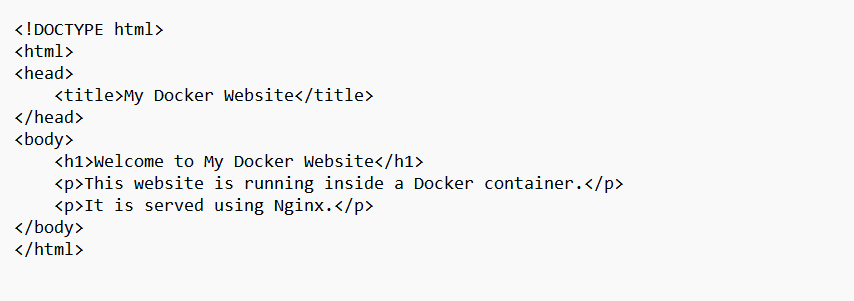 <!DOCTYPE html>
<html>
<head>
    <title>My Docker Website</title>
</head>
<body>
    <h1>Welcome to My Docker Website</h1>
    <p>This website is running inside a Docker container.</p>
    <p>It is served using Nginx.</p>
</body>
</html>